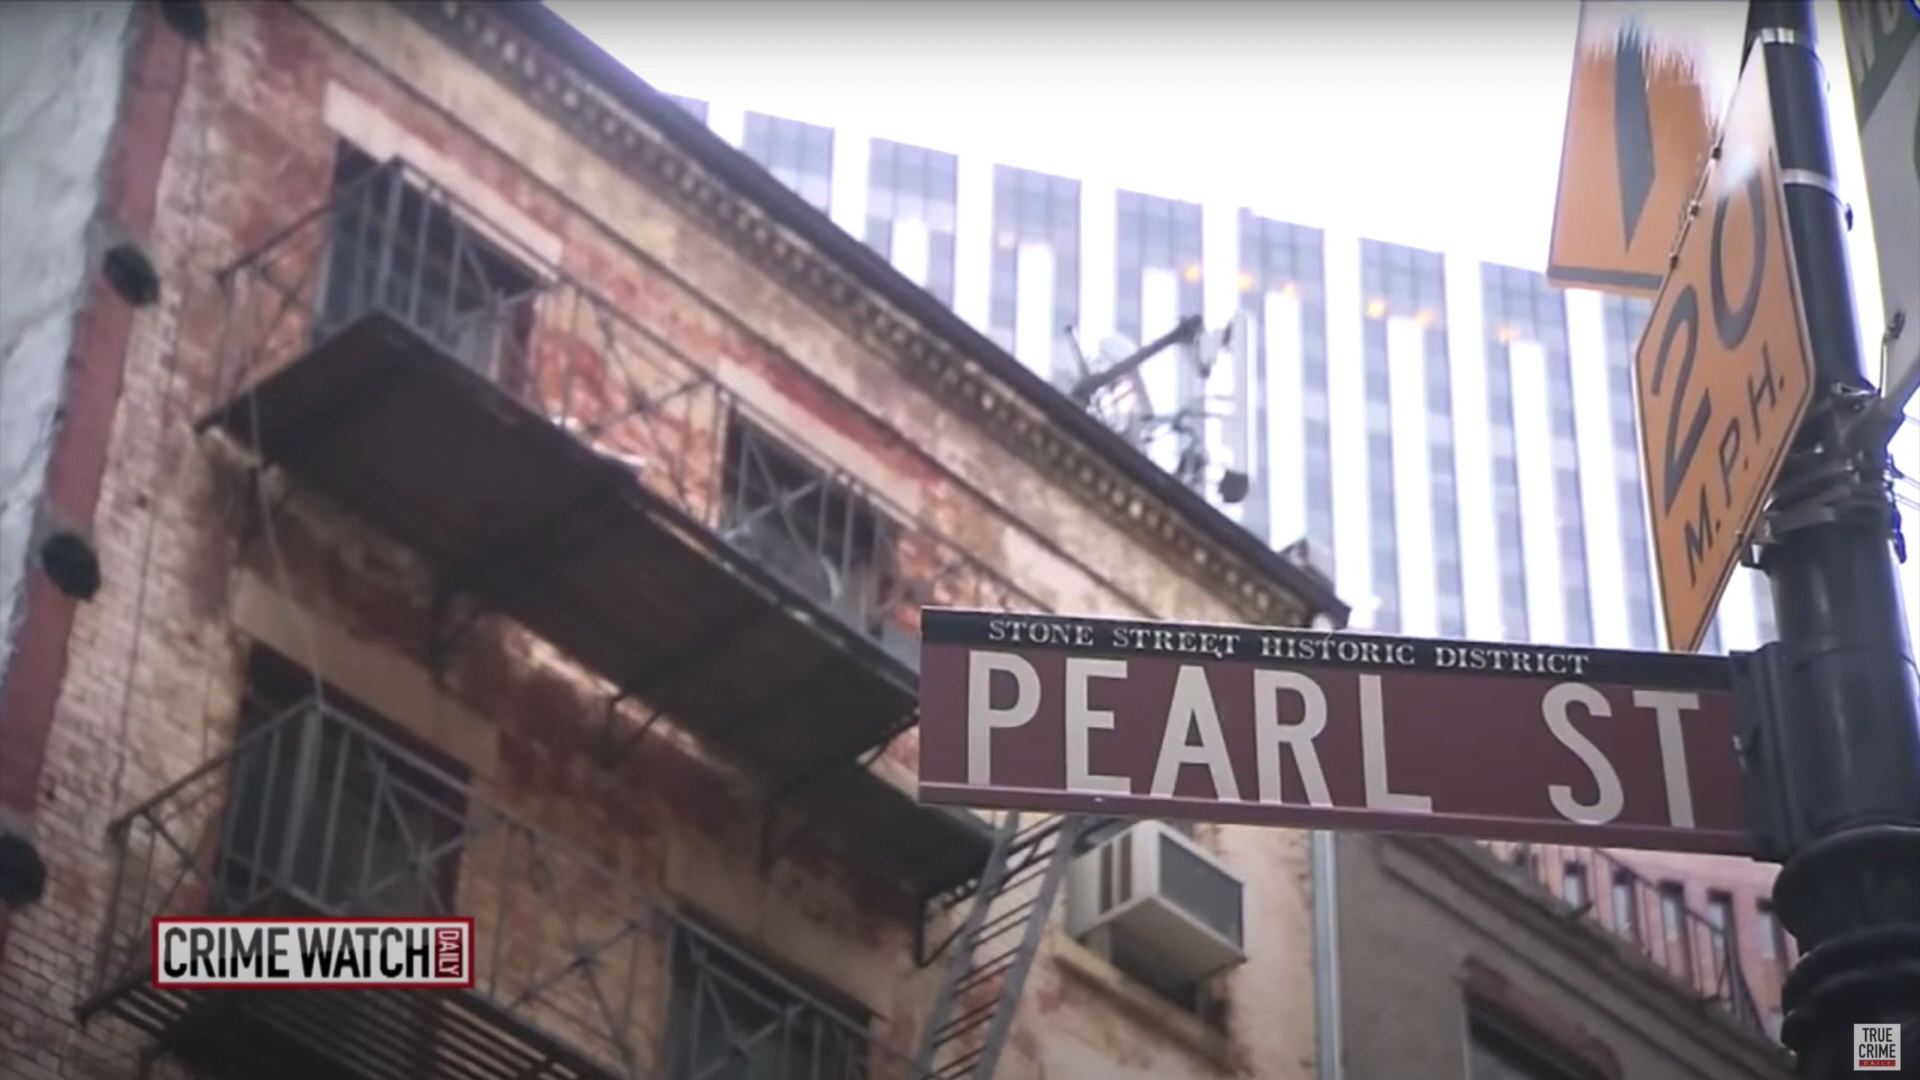 20
M.P.H.
STONE STREET HISTORIC DISTRICT
PEARL ST
CRIME WATCH DAILY
TRUE
CRIME
DAILY